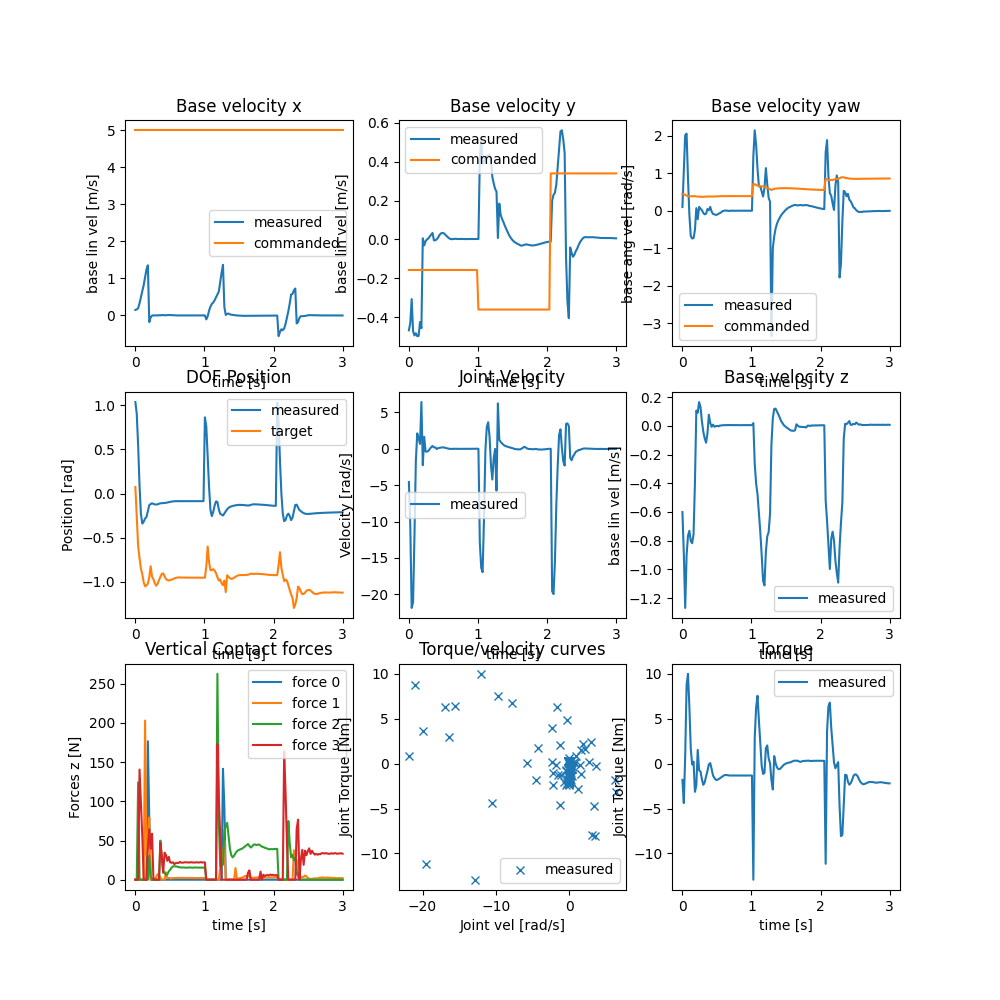 Base velocity x
Base velocity y
Base velocity yaw
base lin vel [m/s]
5
4
3
2
1
0
measured
commanded
0
1
2
3
time [s]
base lin vel [m/s]
0.6
0.4
0.2
0.0
−0.2
−0.4
measured
commanded
0
1
2
3
time [s]
base ang vel [rad/s]
2
1
0
−1
−2
−3
measured
commanded
0
1
2
3
time [s]
DOF Position
Joint Velocity
Base velocity z
Position [rad]
1.0
0.5
0.0
−0.5
−1.0
measured
target
0
1
2
3
time [s]
Velocity [rad/s]
5
0
−5
−10
−15
−20
measured
0
1
2
3
time [s]
base lin vel [m/s]
0.2
0.0
−0.2
−0.4
−0.6
−0.8
−1.0
−1.2
measured
0
1
2
3
time [s]
Vertical Contact forces
Torque/velocity curves
Torque
Forces z [N]
250
200
150
100
50
0
force 0
force 1
force 2
force 3
0
1
2
3
time [s]
Joint Torque [Nm]
10
5
0
−5
−10
measured
−20
−10
0
Joint vel [rad/s]
Joint Torque [Nm]
10
5
0
−5
−10
measured
0
1
2
3
time [s]